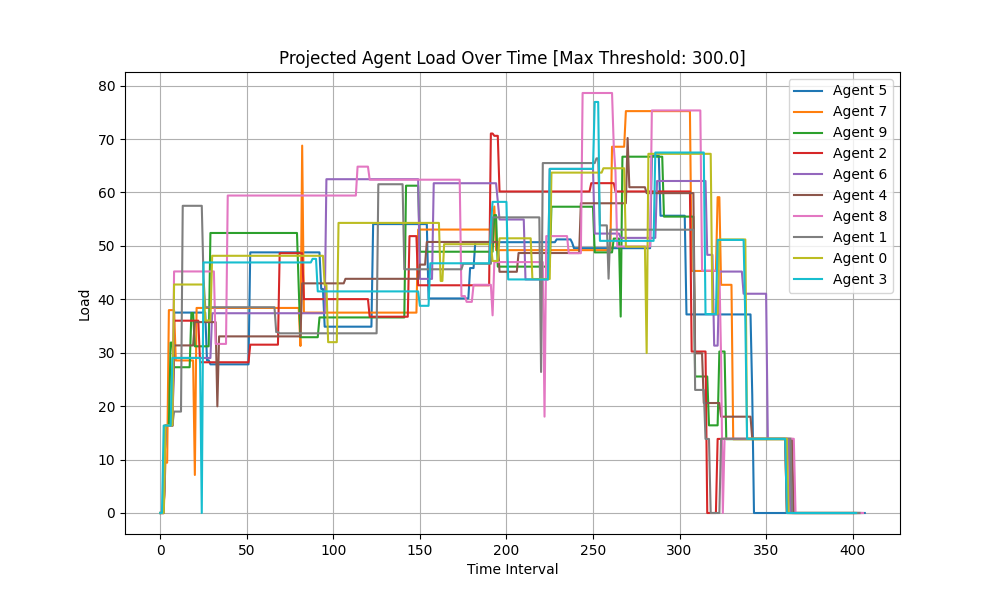 Projected Agent Load Over Time [Max Threshold: 300.0]
80
70
60
50
40
30
20
10
0
Load
0 50 100 150 200 250 300 350 400
Time Interval
Agent 5
Agent 7
Agent 9
Agent 2
Agent 6
Agent 4
Agent 8
Agent 1
Agent 0
Agent 3